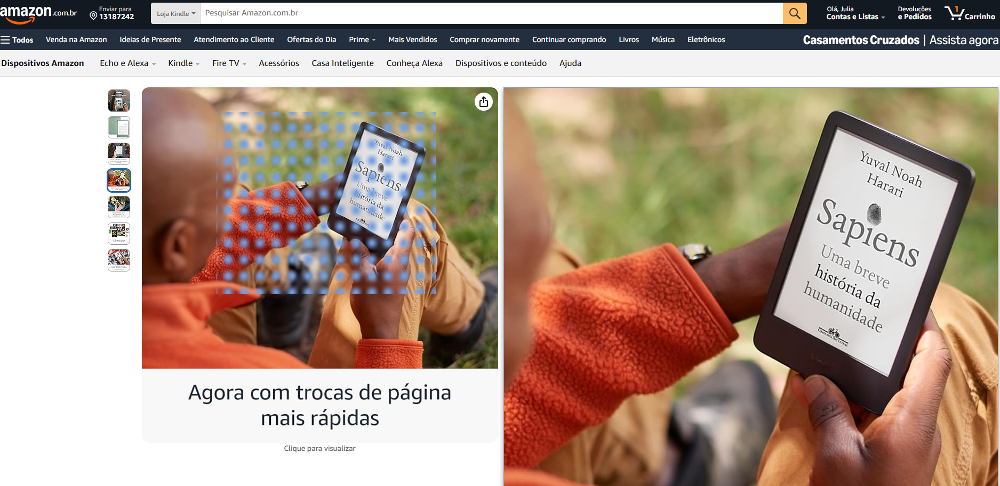 amazon.com.br
Enviar para
13187242
Loja Kindle
Pesquisar Amazon.com.br
Olá, Julia
Contas e Listas
Devoluções
e Pedidos
1
Carrinho
Todos
Venda na Amazon
Ideias de Presente
Atendimento ao Cliente
Ofertas do Dia
Prime
Mais Vendidos
Comprar novamente
Continuar comprando
Livros
Música
Eletrônicos
Casamentos Cruzados | Assista agora
Dispositivos Amazon
Echo e Alexa
Kindle
Fire TV
Acessórios
Casa Inteligente
Conheça Alexa
Dispositivos e conteúdo
Ajuda
Yuval Noah
Harari
Sapiens
Uma breve
história da
humanidade
Agora com trocas de página
mais rápidas
Clique para visualizar
Yuval Noah
Harari
Sapiens
Uma breve
história da
humanidade
COMPANHIA DAS LETRAS
kindle